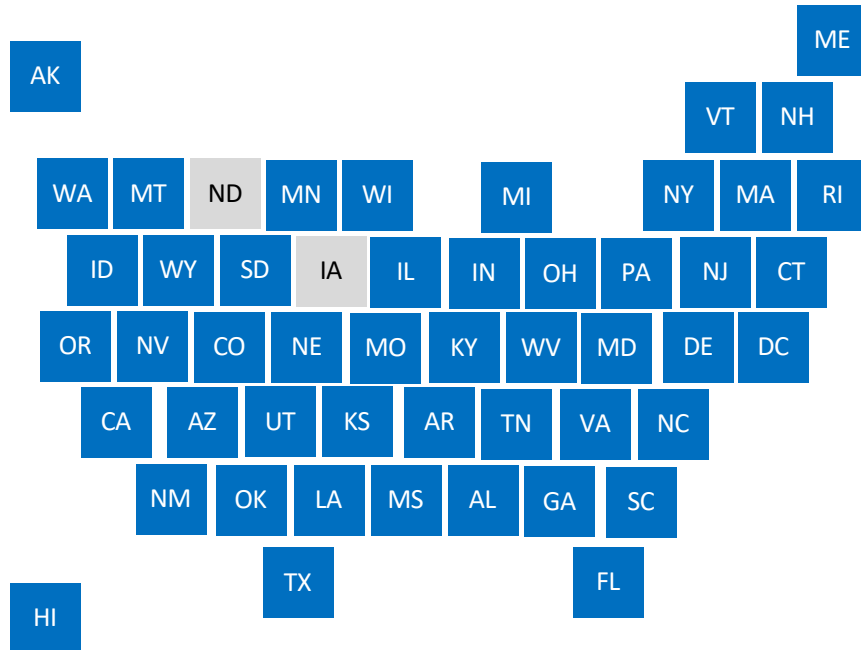 ME
AK
VT NH
WA MT ND MN WI MI NY MA RI
ID WY SD IA IL IN OH PA NJ CT
OR NV CO NE MO KY WV MD DE DC
CA AZ UT KS AR TN VA NC
NM OK LA MS AL GA SC
TX FL
HI